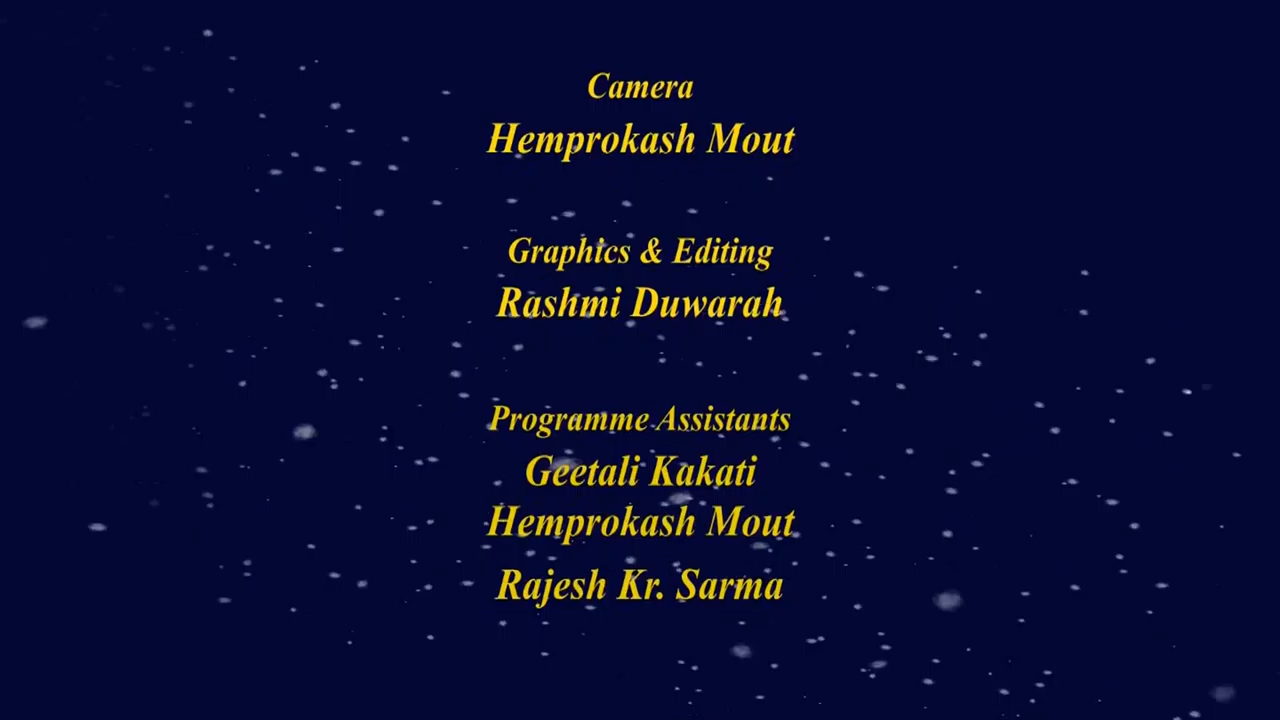 Camera
Hemprokash Mout
Graphics & Editing
Rashmi Duwarah
Programme Assistants
Geetali Kakati
Hemprokash Mout
Rajesh Kr. Sarma